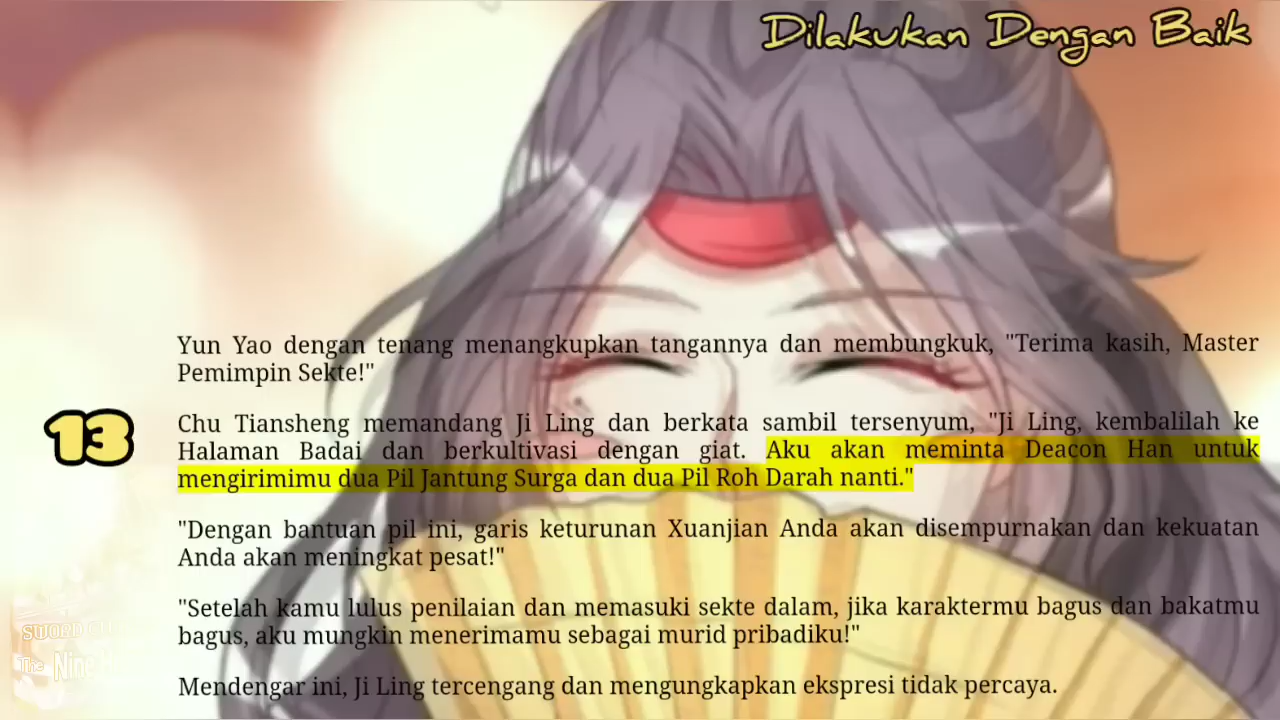 Dilakukan Dengan Baik
Yun Yao dengan tenang menangkupkan tangannya dan membungkuk, "Terima kasih, Master
Pemimpin Sekte!"
13
Chu Tiansheng memandang Ji Ling dan berkata sambil tersenyum, "Ji Ling, kembalilah ke
Halaman Badai dan berkultivasi dengan giat. Aku akan meminta Deacon Han untuk
mengirimimu dua Pil Jantung Surga dan dua Pil Roh Darah nanti."
"Dengan bantuan pil ini, garis keturunan Xuanjian Anda akan disempurnakan dan kekuatan
Anda akan meningkat pesat!"
"Setelah kamu lulus penilaian dan memasuki sekte dalam, jika karaktermu bagus dan bakatmu
bagus, aku mungkin menerimamu sebagai murid pribadiku!"
SWORD
The Nine
Mendengar ini, Ji Ling tercengang dan mengungkapkan ekspresi tidak percaya.